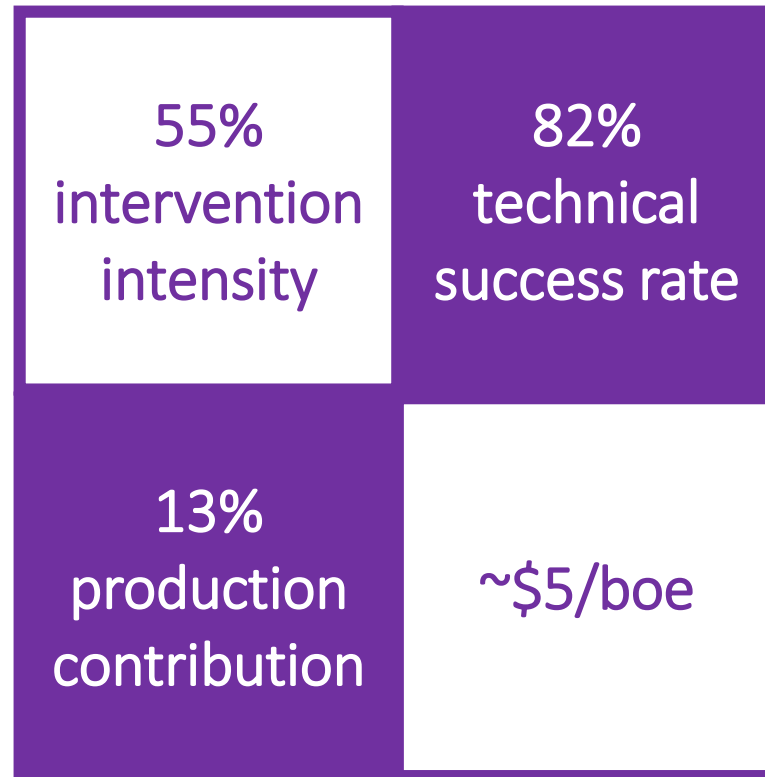 55%
intervention
intensity
82%
technical
success rate
13%
production
contribution
~$5/boe